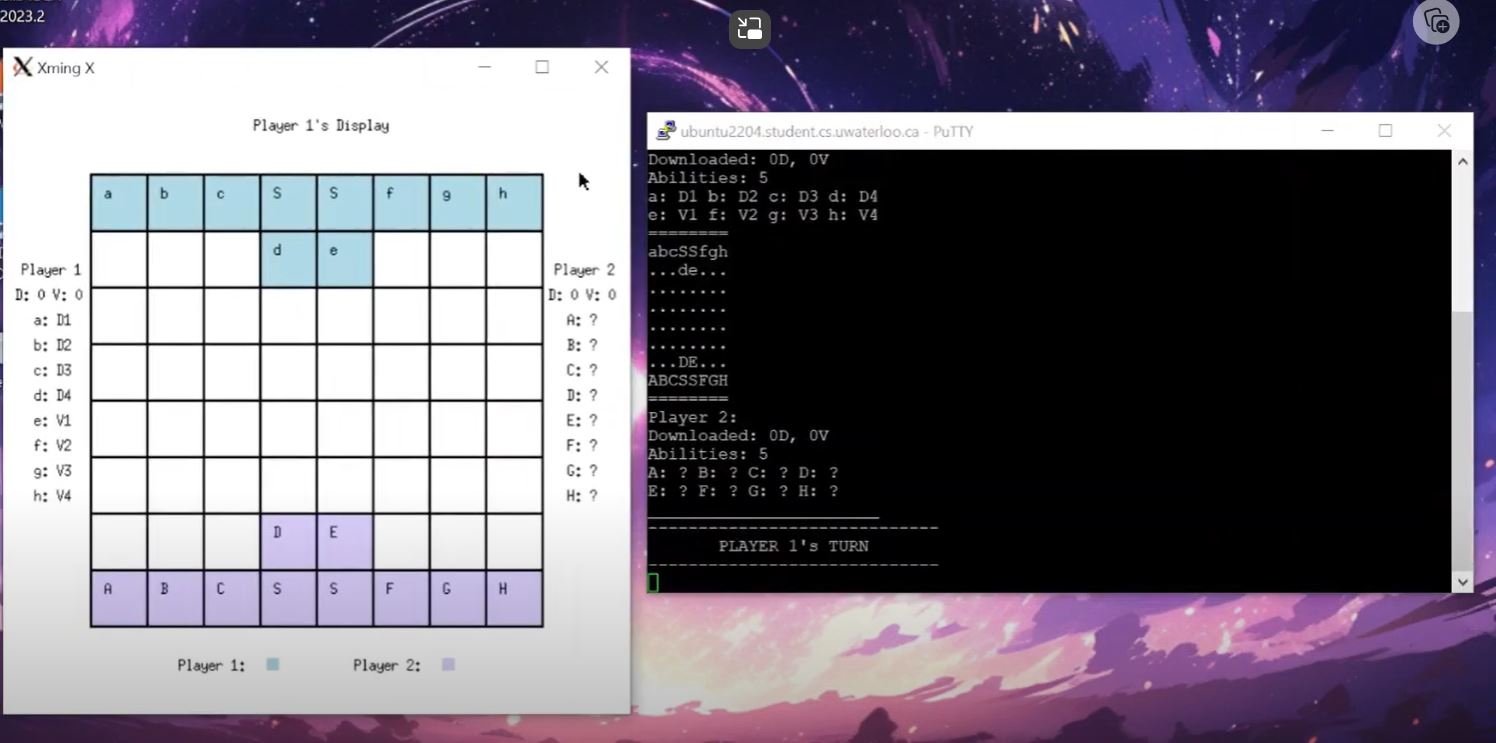 2023.2
Xming X
Player 1's Display
a b c S S f g h
d e
Player 1
D: 0 V: 0
a: D1
b: D2
c: D3
d: D4
e: V1
f: V2
g: V3
h: V4
Player 2
D: 0 V: 0
A: ?
B: ?
C: ?
D: ?
E: ?
F: ?
G: ?
H: ?
D E
A B C S S F G H
Player 1:
Player 2:
ubuntu2204.student.cs.uwaterloo.ca - PuTTY
Downloaded: 0D, 0V
Abilities: 5
a: D1 b: D2 c: D3 d: D4
e: V1 f: V2 g: V3 h: V4
========
abcSSfgh
...de...
........
........
........
........
...DE...
ABCSSFGH
========
Player 2:
Downloaded: 0D, 0V
Abilities: 5
A: ? B: ? C: ? D: ?
E: ? F: ? G: ? H: ?
_______________________
-----------------------------
PLAYER 1's TURN
-----------------------------